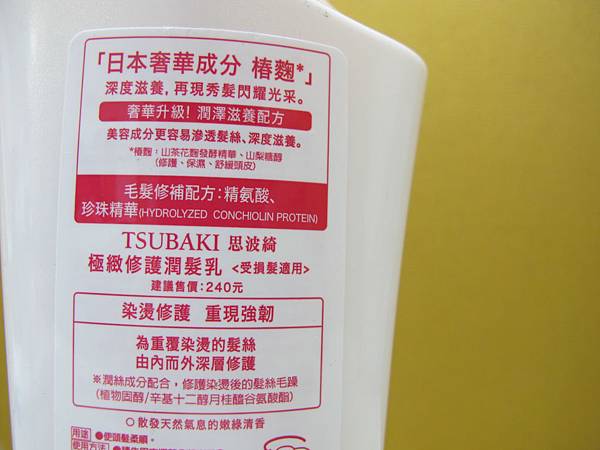 「日本奢華成分 椿麴*」
深度滋養,再現秀髮閃耀光采。
奢華升級!潤澤滋養配方
美容成分更容易滲透髮絲、深度滋養。
*椿麴:山茶花麴發酵精華、山梨糖醇
(修護、保濕、舒緩頭皮)
毛髮修補配方:精氨酸、
珍珠精華(HYDROLYZED CONCHIOLIN PROTEIN)
TSUBAKI 思波綺
極緻修護潤髮乳 <受損髮適用>
建議售價:240元
染燙修護 重現強韌
為重覆染燙的髮絲
由內而外深層修護
※潤絲成分配合,修護染燙後的髮絲毛躁
(植物固醇/辛基十二醇月桂醯谷氨酸酯)
○散發天然氣息的嫩綠清香
用途 ●使頭髮柔順。
使用方法